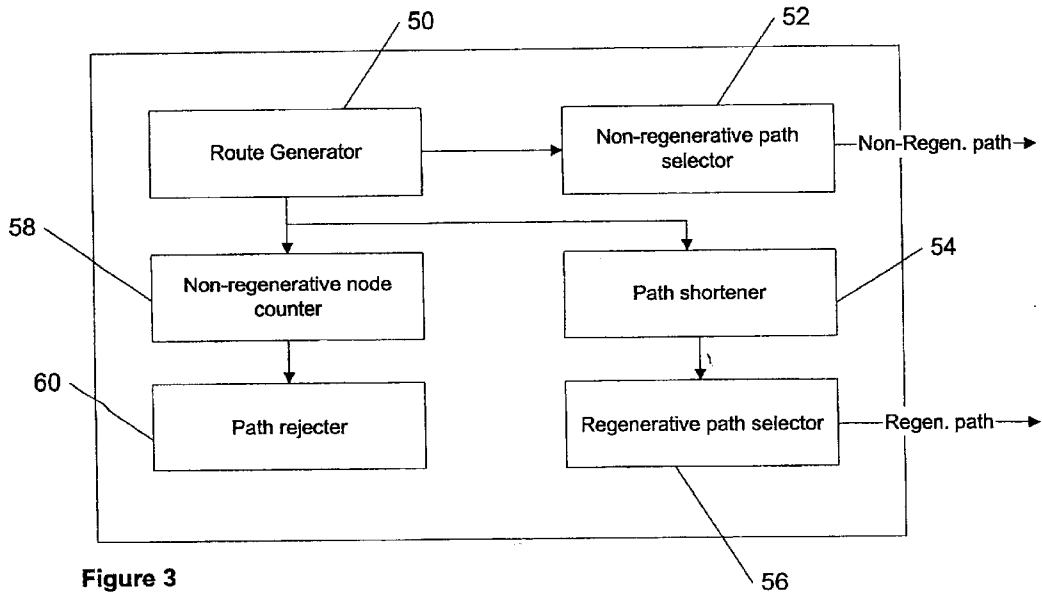 50
52
Route Generator
Non-regenerative path
selector
Non-Regen. path
58
54
Non-regenerative node
counter
Path shortener
60
Path rejecter
Regenerative path selector
Regen. path
Figure 3
56